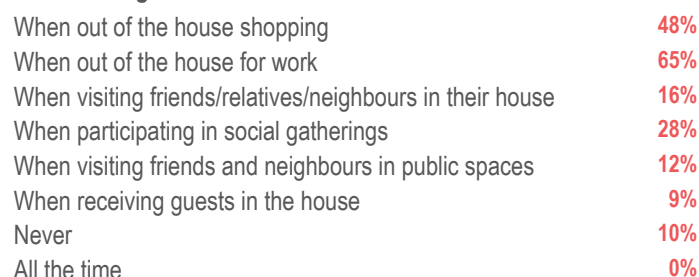 When out of the house shopping 48%
When out of the house for work 65%
When visiting friends/relatives/neighbours in their house 16%
When participating in social gatherings 28%
When visiting friends and neighbours in public spaces 12%
When receiving guests in the house 9%
Never 10%
All the time 0%